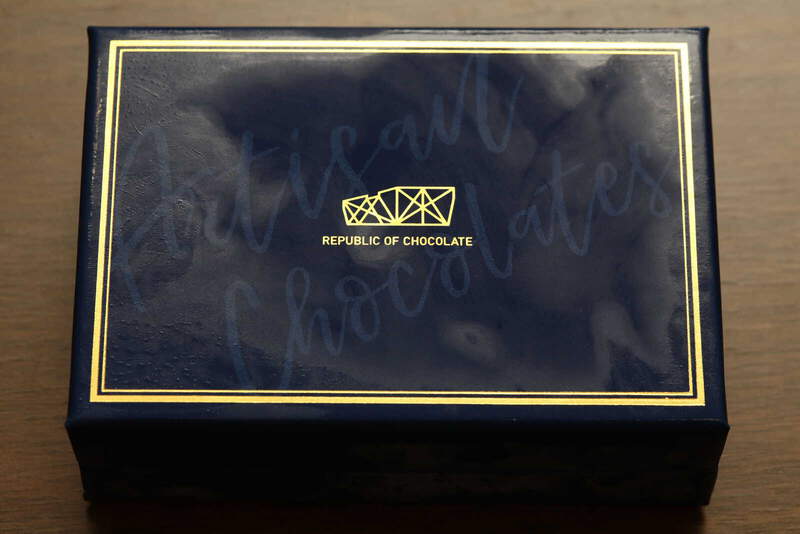 Artisan
Chocolates
REPUBLIC OF CHOCOLATE